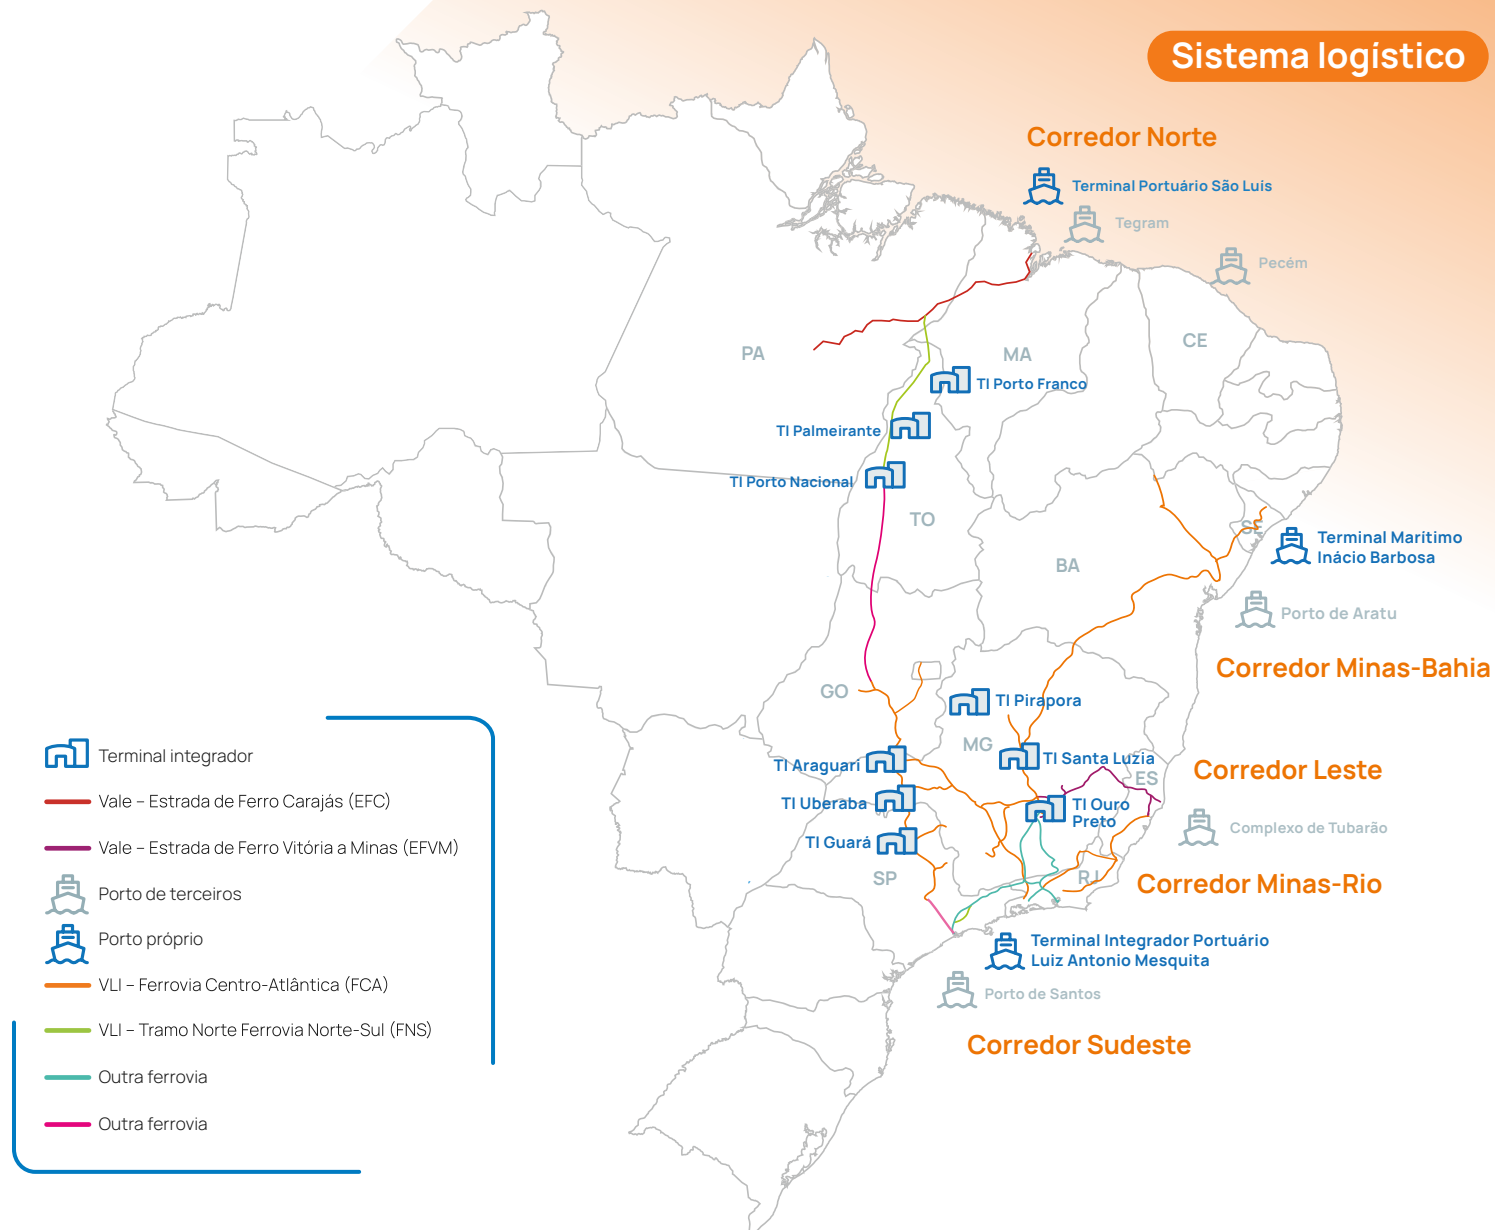 Sistema logístico
Corredor Norte
Terminal Portuário São Luis
Tegram
Pecém
PA
MA
CE
TI Porto Franco
TI Palmeirante
TI Porto Nacional
TO
SE
BA
Terminal Marítimo
Inácio Barbosa
Porto de Aratu
Corredor Minas-Bahia
GO
TI Pirapora
MG
TI Santa Luzia
TI Araguari
ES
Corredor Leste
TI Uberaba
TI Ouro
Preto
Complexo de Tubarão
TI Guará
SP
RJ
Corredor Minas-Rio
Terminal Integrador Portuário
Luiz Antonio Mesquita
Porto de Santos
Corredor Sudeste
Terminal integrador
Vale – Estrada de Ferro Carajás (EFC)
Vale – Estrada de Ferro Vitória a Minas (EFVM)
Porto de terceiros
Porto próprio
VLI – Ferrovia Centro-Atlântica (FCA)
VLI – Tramo Norte Ferrovia Norte-Sul (FNS)
Outra ferrovia
Outra ferrovia